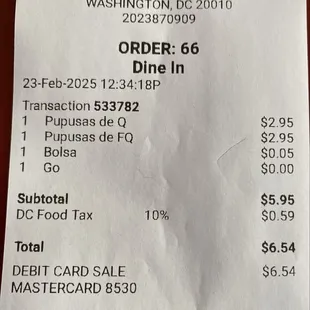 WASHINGTON, DC 20010
2023870909
ORDER: 66
Dine In
23-Feb-2025 12:34:18P
Transaction 533782
1 Pupusas de Q $2.95
1 Pupusas de FQ $2.95
1 Bolsa $0.05
1 Go $0.00
Subtotal $5.95
DC Food Tax 10% $0.59
Total $6.54
DEBIT CARD SALE $6.54
MASTERCARD 8530